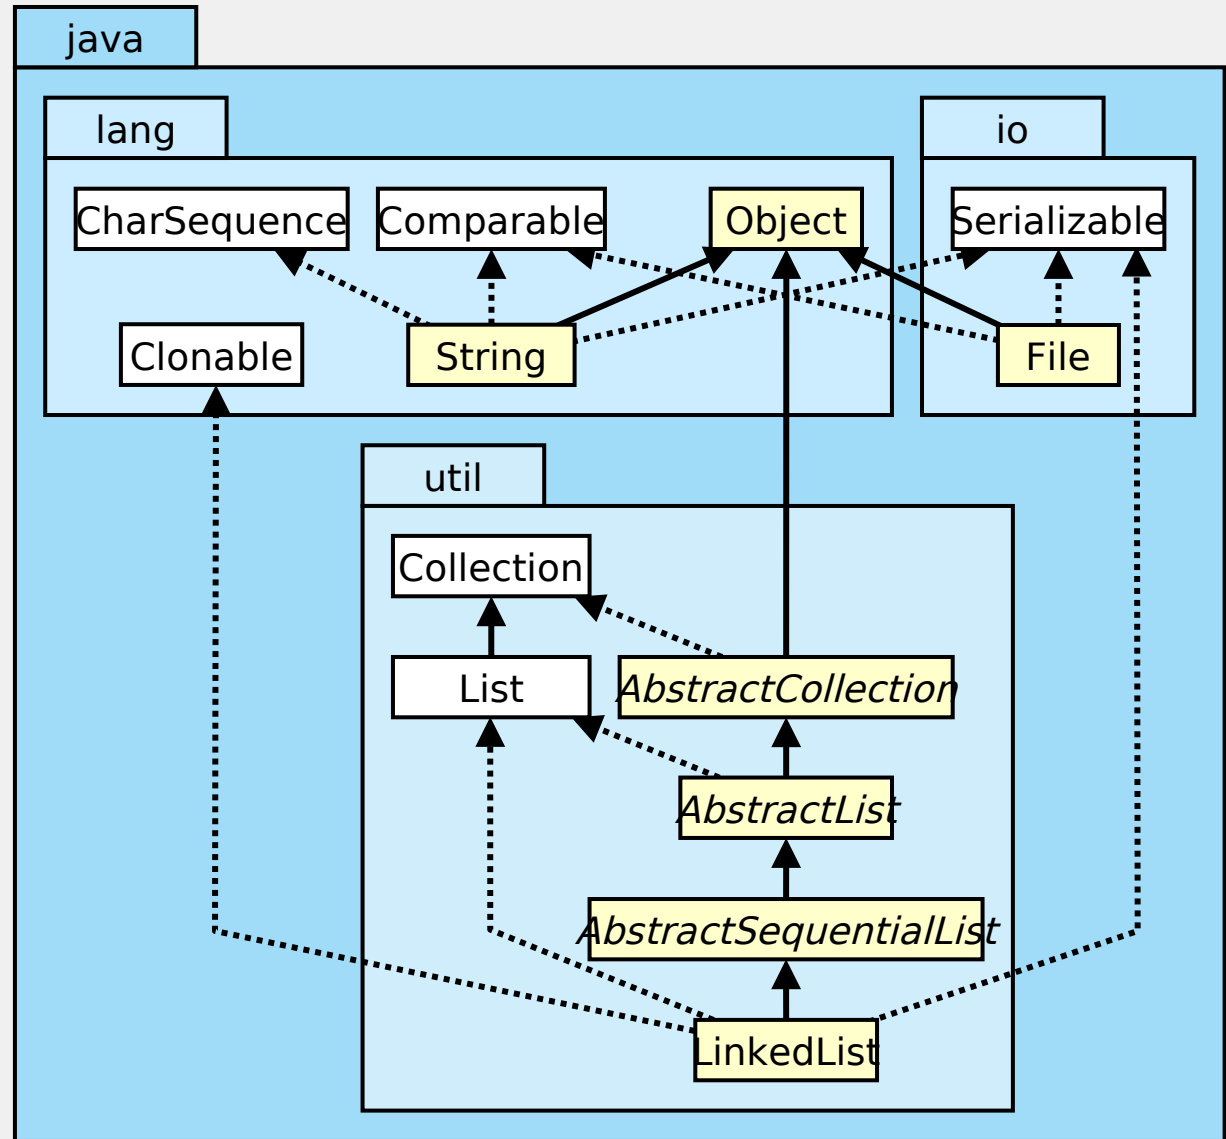 java
lang
io
CharSequence
Comparable
Object
Serializable
Clonable
String
File
util
Collection
List
AbstractCollection
AbstractList
AbstractSequentialList
LinkedList